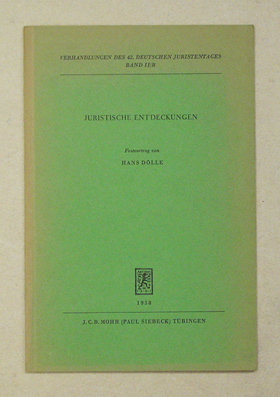 VERHANDLUNGEN DES 42. DEUTSCHEN JURISTENTAGES
BAND II/B
JURISTISCHE ENTDECKUNGEN
Festvortrag von
HANS DÖLLE
1958
J. C. B. MOHR (PAUL SIEBECK) TÜBINGEN